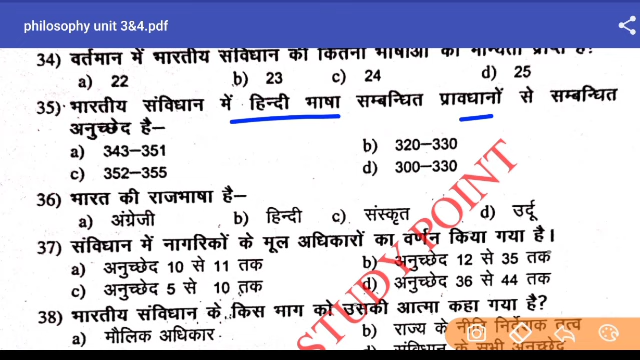 philosophy unit 3&4.pdf
34) वर्तमान में भारतीय संविधान की कितनी भाषाओं को मान्यता प्राप्त है?
a) 22 b) 23 c) 24 d) 25
35) भारतीय संविधान में हिन्दी भाषा सम्बन्धित प्रावधानों से सम्बन्धित
अनुच्छेद है–
a) 343–351 b) 320–330
c) 352–355 d) 300–330
36) भारत की राजभाषा है–
a) अंग्रेजी b) हिन्दी c) संस्कृत d) उर्दू
37) संविधान में नागरिकों के मूल अधिकारों का वर्णन किया गया है।
a) अनुच्छेद 10 से 11 तक b) अनुच्छेद 12 से 35 तक
c) अनुच्छेद 5 से 10 तक d) अनुच्छेद 36 से 44 तक
38) भारतीय संविधान के किस भाग को उसकी आत्मा कहा गया है?
a) मौलिक अधिकार b) राज्य के नीति निर्देशक तत्व
संविधान के सभी अनुच्छेद
STUDY POINT